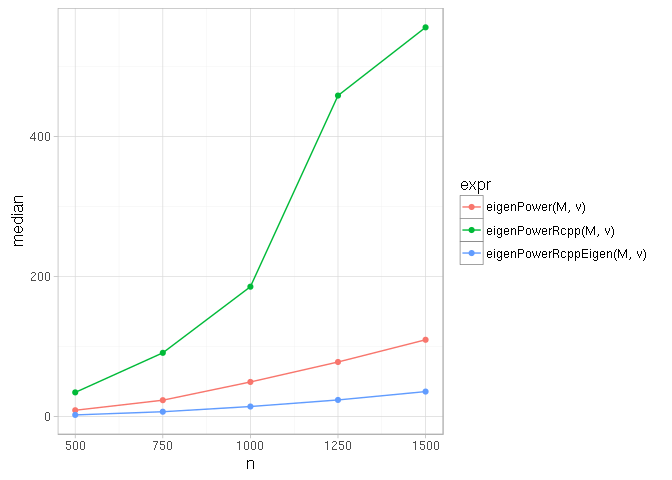 400
200
0
median
500
750
1000
1250
1500
n
expr
eigenPower(M, v)
eigenPowerRcpp(M, v)
eigenPowerRcppEigen(M, v)